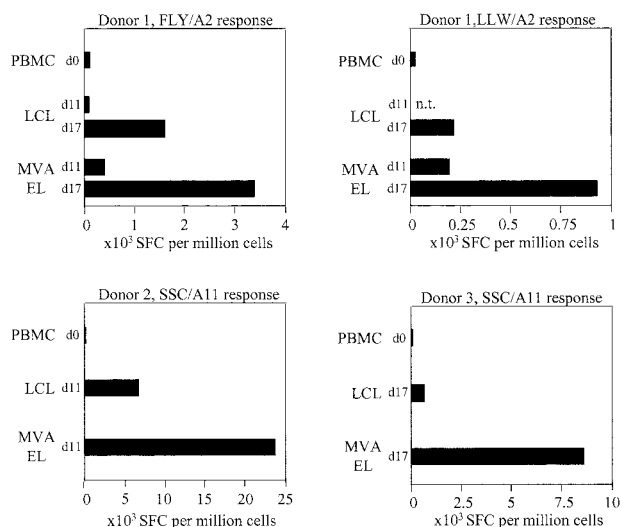 Donor 1, FLY/A2 response
PBMC d0
d11
LCL
d17
MVA d11
EL d17
0 1 2 3 4
x10³ SFC per million cells
Donor 1,LLW/A2 response
PBMC d0
d11 n.t.
LCL
d17
MVA d11
EL d17
0 0.25 0.75 1
x10³ SFC per million cells
Donor 2, SSC/A11 response
PBMC d0
LCL d11
MVA d11
EL
0 5 10 15 20 25
x10³ SFC per million cells
Donor 3, SSC/A11 response
PBMC d0
LCL d17
MVA d17
EL
0 2.5 5 7.5 10
x10³ SFC per million cells